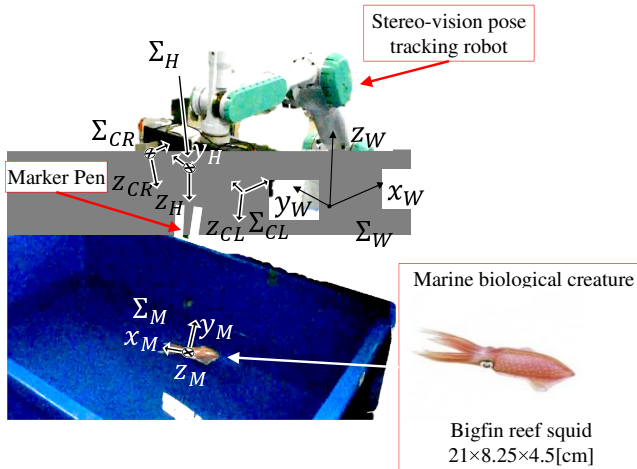 Stereo-vision pose
tracking robot
Σ_H
Σ_CR
y_H
z_W
Marker Pen
z_CR
z_H
x_W
y_W
z_CL
Σ_CL
Σ_W
Marine biological creature
Σ_M
y_M
x_M
z_M
Bigfin reef squid
21×8.25×4.5[cm]